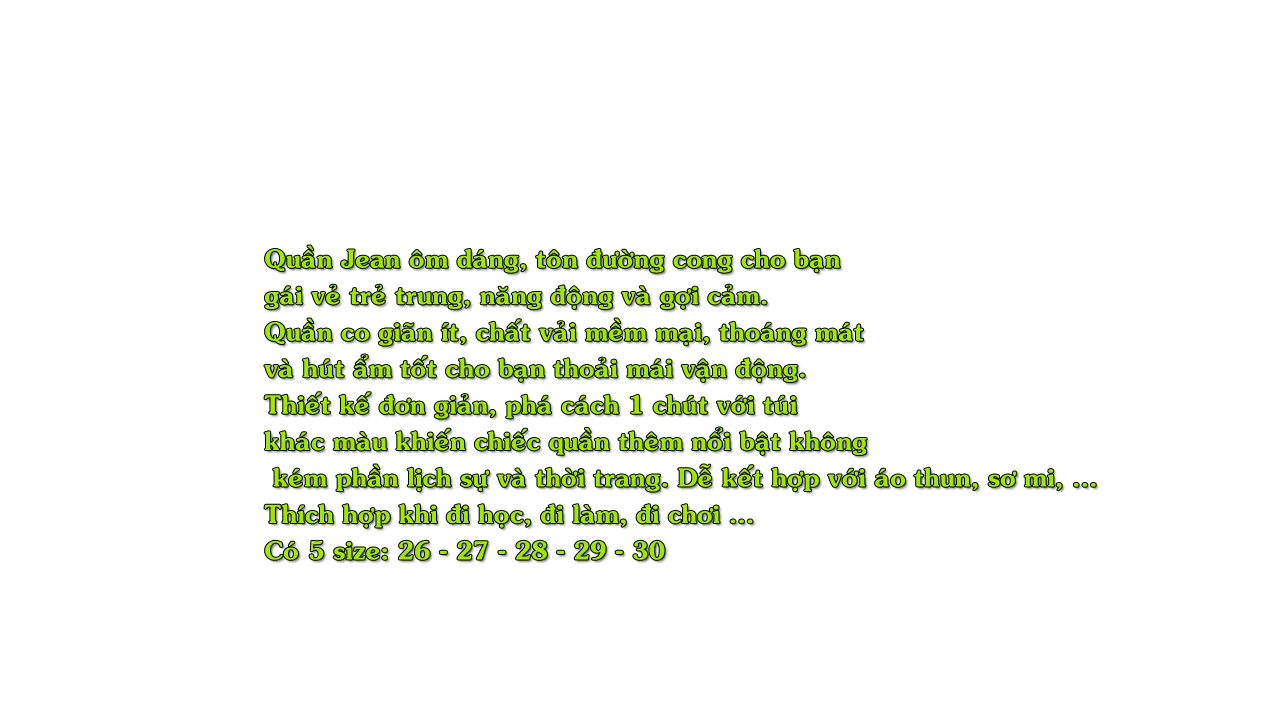 Quần Jean ôm dáng, tôn đường cong cho bạn
gái vẻ trẻ trung, năng động và gợi cảm.
Quần co giãn ít, chất vải mềm mại, thoáng mát
và hút ẩm tốt cho bạn thoải mái vận động.
Thiết kế đơn giản, phá cách 1 chút với túi
khác màu khiến chiếc quần thêm nổi bật không
kém phần lịch sự và thời trang. Dễ kết hợp với áo thun, sơ mi, ...
Thích hợp khi đi học, đi làm, đi chơi ...
Có 5 size: 26 - 27 - 28 - 29 - 30